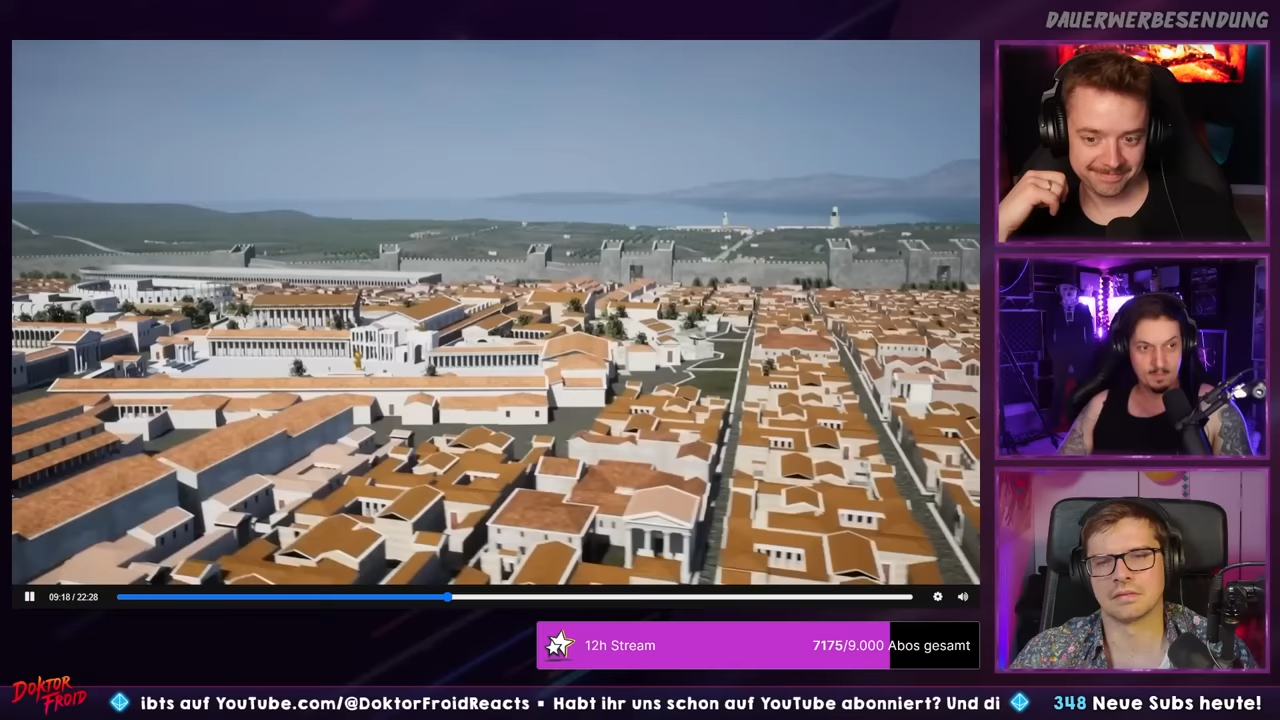 DAUERWERBESENDUNG
09:18 / 22:28
12h Stream
7175/9.000 Abos gesamt
DOKTOR
FROID
ibts auf YouTube.com/@DoktorFroidReacts ▪ Habt ihr uns schon auf YouTube abonniert? Und di
348 Neue Subs heute!